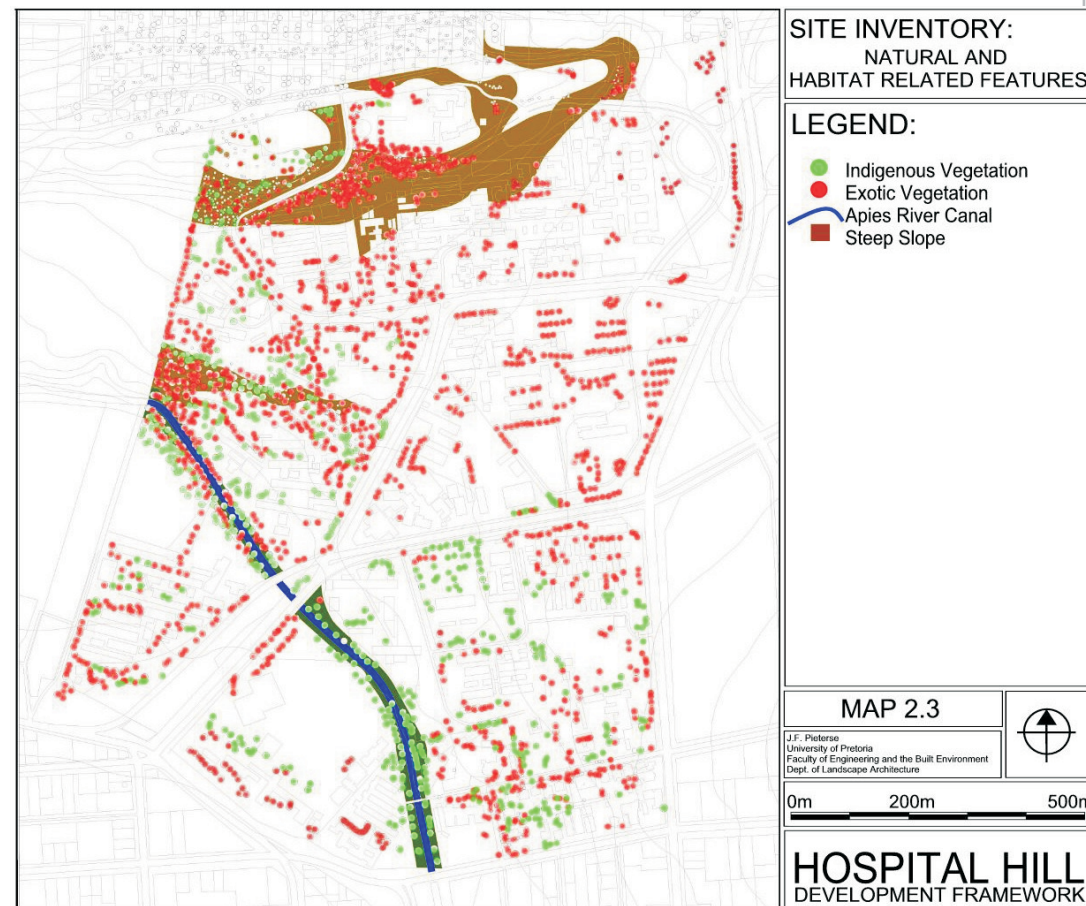 SITE INVENTORY:
NATURAL AND
HABITAT RELATED FEATURES
LEGEND:
Indigenous Vegetation
Exotic Vegetation
Apies River Canal
Steep Slope
MAP 2.3
J.F. Pieterse
University of Pretoria
Faculty of Engineering and the Built Environment
Dept. of Landscape Architecture
0m 200m 500m
HOSPITAL HILL
DEVELOPMENT FRAMEWORK